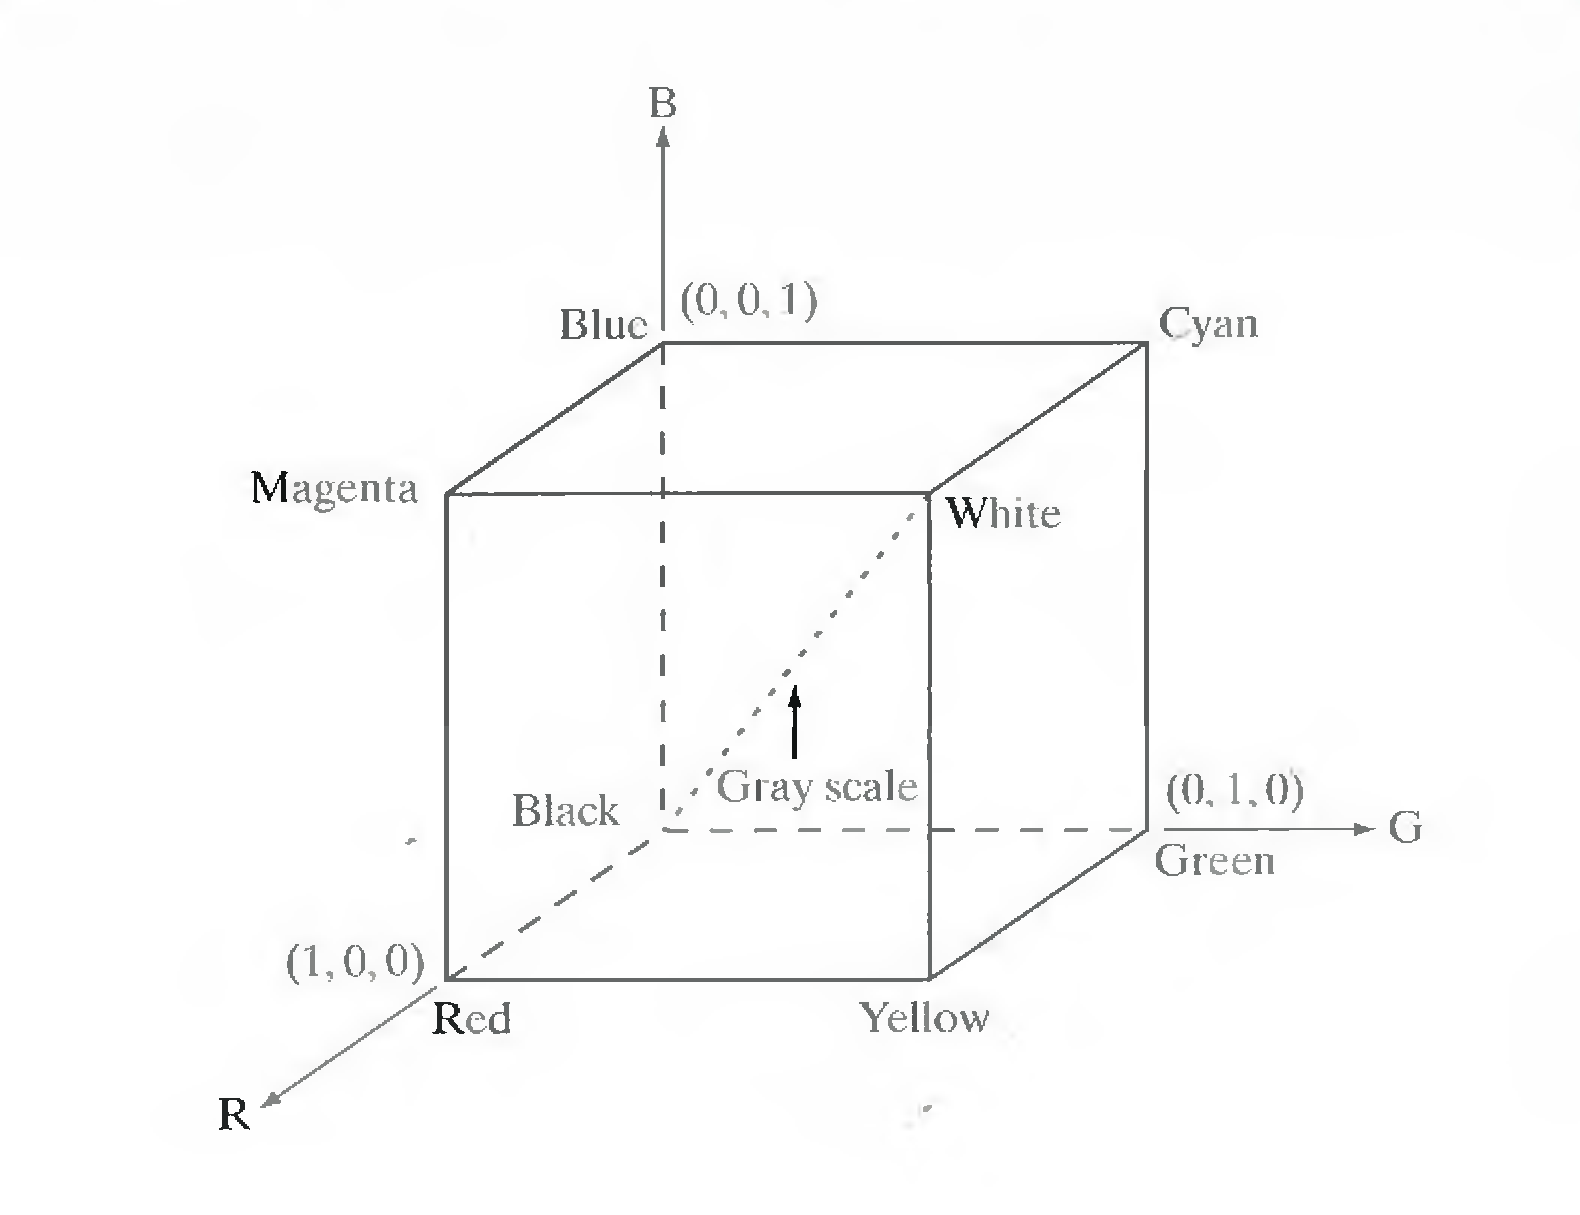 B
(0, 0, 1)
Blue
Cyan
Magenta
White
Gray scale
(0, 1, 0)
Black
G
Green
(1, 0, 0)
Red
Yellow
R